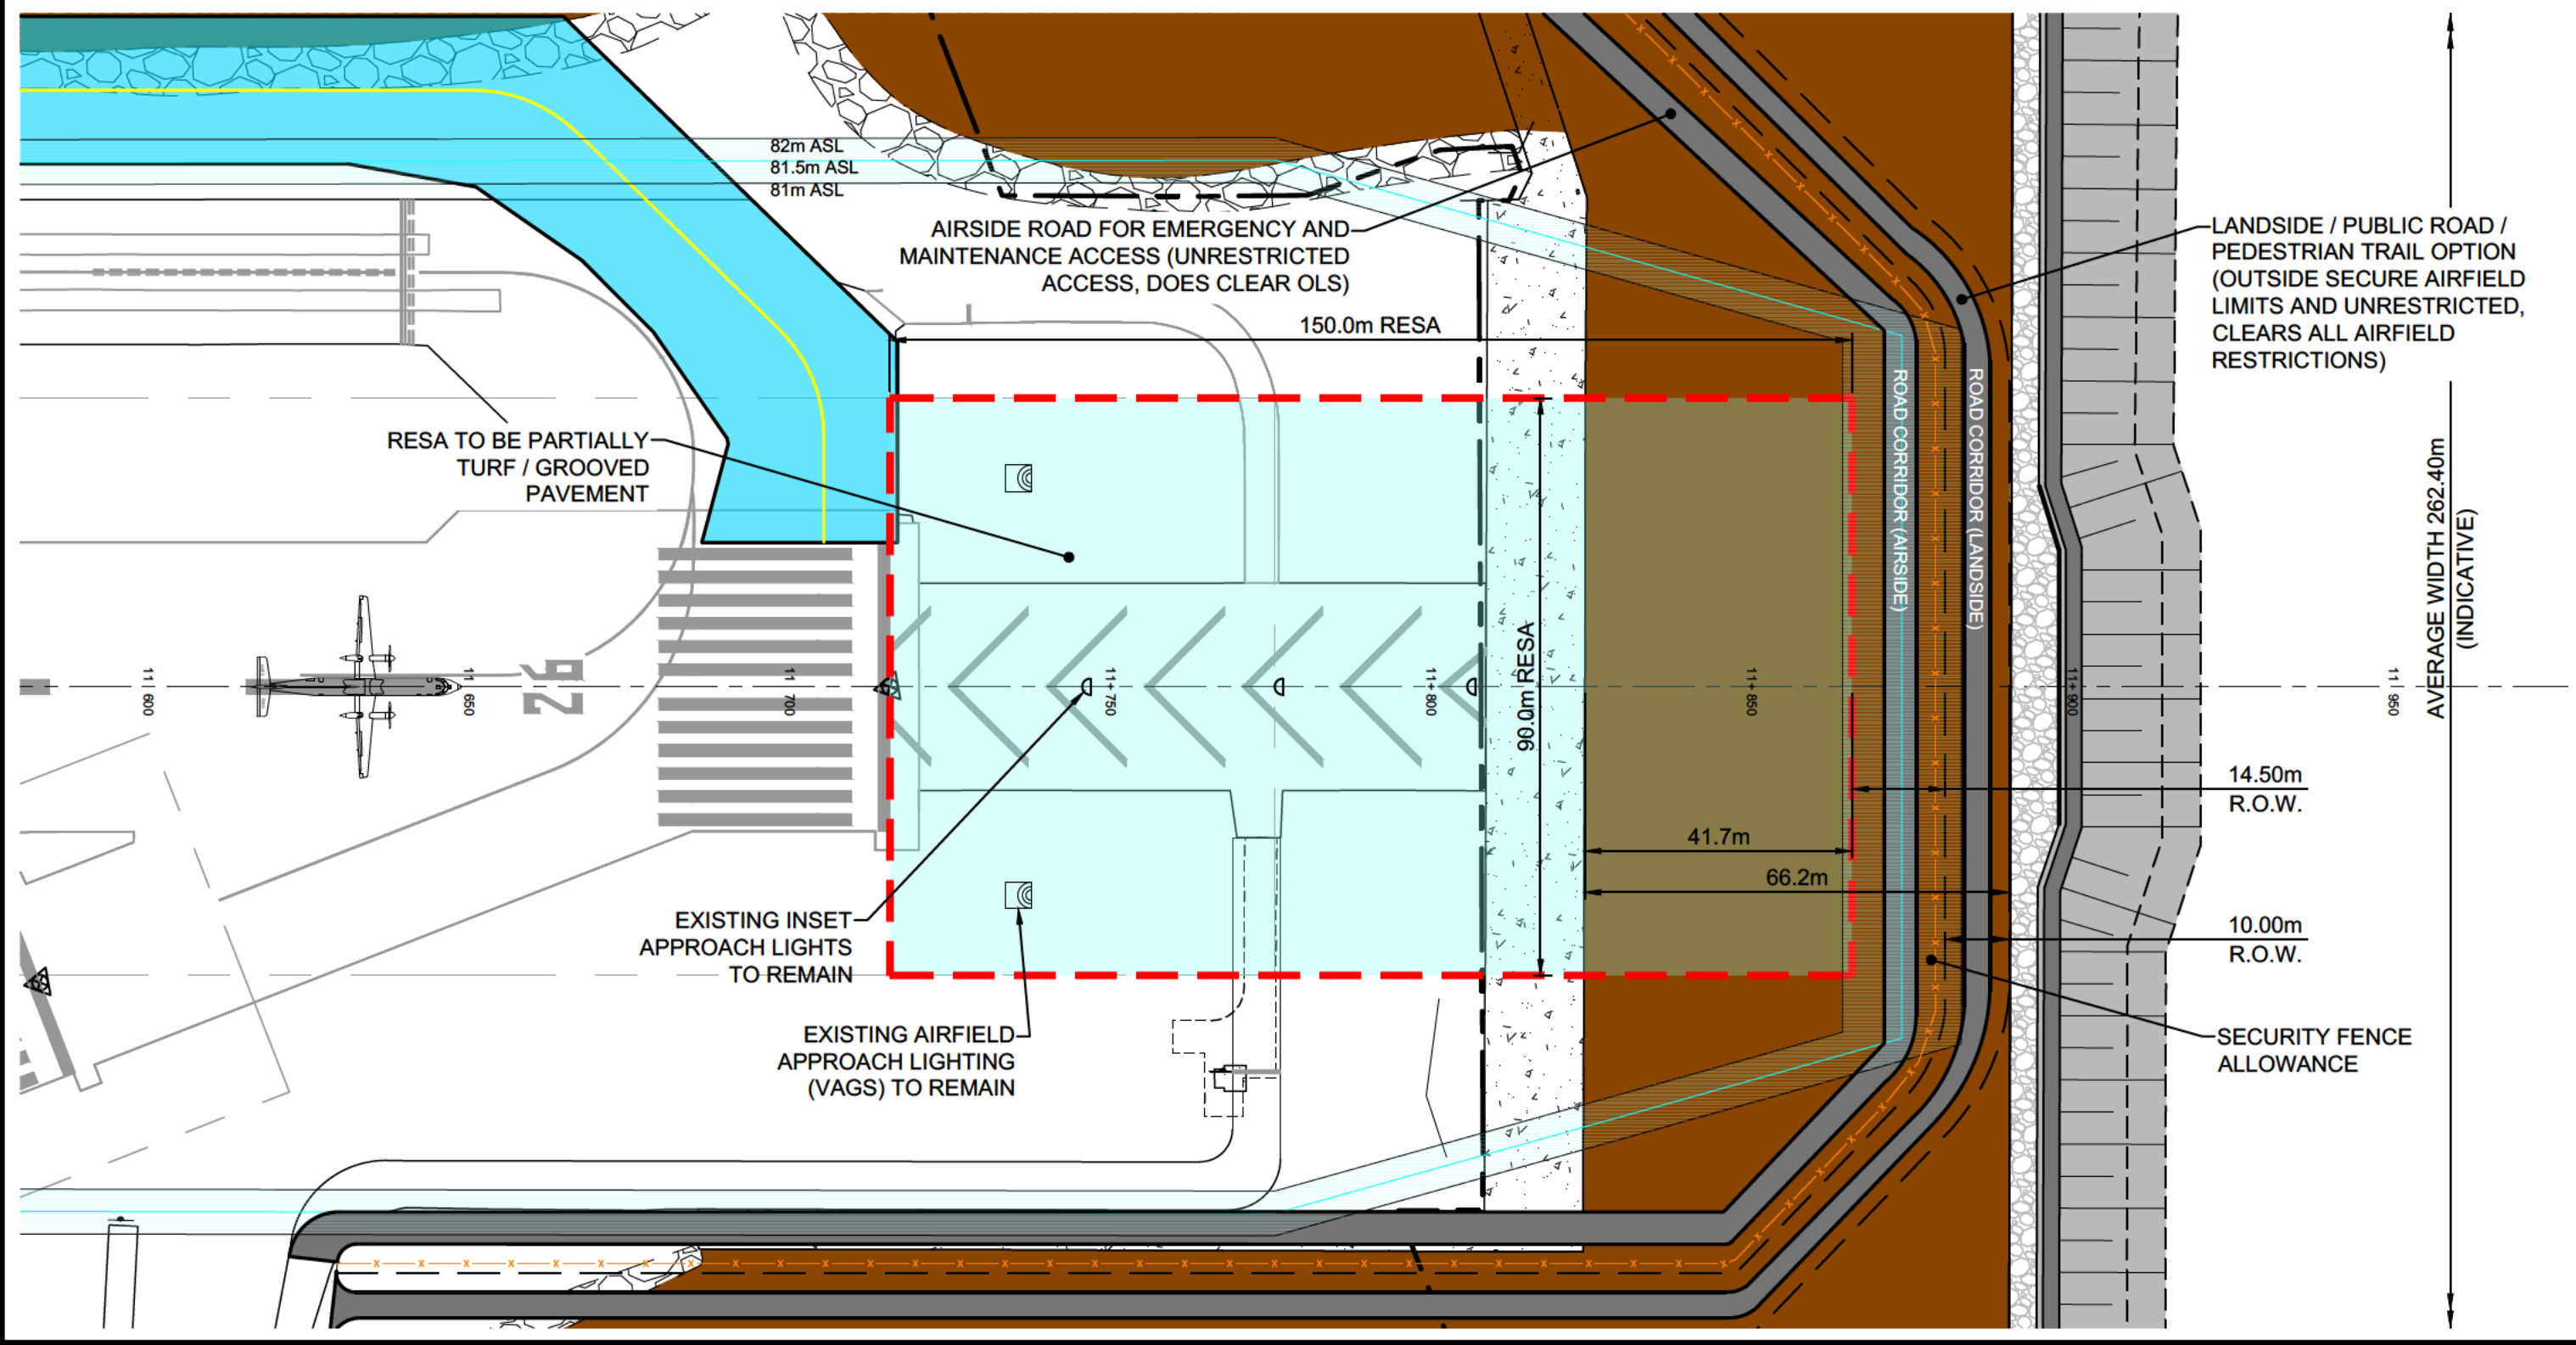 82m ASL
81.5m ASL
81m ASL
AIRSIDE ROAD FOR EMERGENCY AND
MAINTENANCE ACCESS (UNRESTRICTED
ACCESS, DOES CLEAR OLS)
LANDSIDE / PUBLIC ROAD /
PEDESTRIAN TRAIL OPTION
(OUTSIDE SECURE AIRFIELD
LIMITS AND UNRESTRICTED,
CLEARS ALL AIRFIELD
RESTRICTIONS)
150.0m RESA
RESA TO BE PARTIALLY
TURF / GROOVED
PAVEMENT
ROAD CORRIDOR (AIRSIDE)
ROAD CORRIDOR (LANDSIDE)
AVERAGE WIDTH 262.40m
(INDICATIVE)
90.0m RESA
26
11 600
11 650
11 700
11+750
11+800
11+850
11+900
11 950
14.50m
R.O.W.
41.7m
66.2m
10.00m
R.O.W.
EXISTING INSET
APPROACH LIGHTS
TO REMAIN
EXISTING AIRFIELD
APPROACH LIGHTING
(VAGS) TO REMAIN
SECURITY FENCE
ALLOWANCE